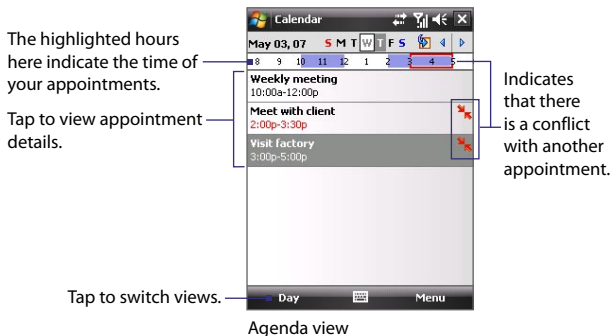 Calendar
The highlighted hours
here indicate the time of
your appointments.
May 03, 07 S M T W T F S
8 9 10 11 12 1 2 3 4 5
Tap to view appointment
details.
Weekly meeting
10:00a-12:00p
Meet with client
2:00p-3:30p
Visit factory
3:00p-5:00p
Indicates
that there
is a conflict
with another
appointment.
Tap to switch views.
Day
Menu
Agenda view